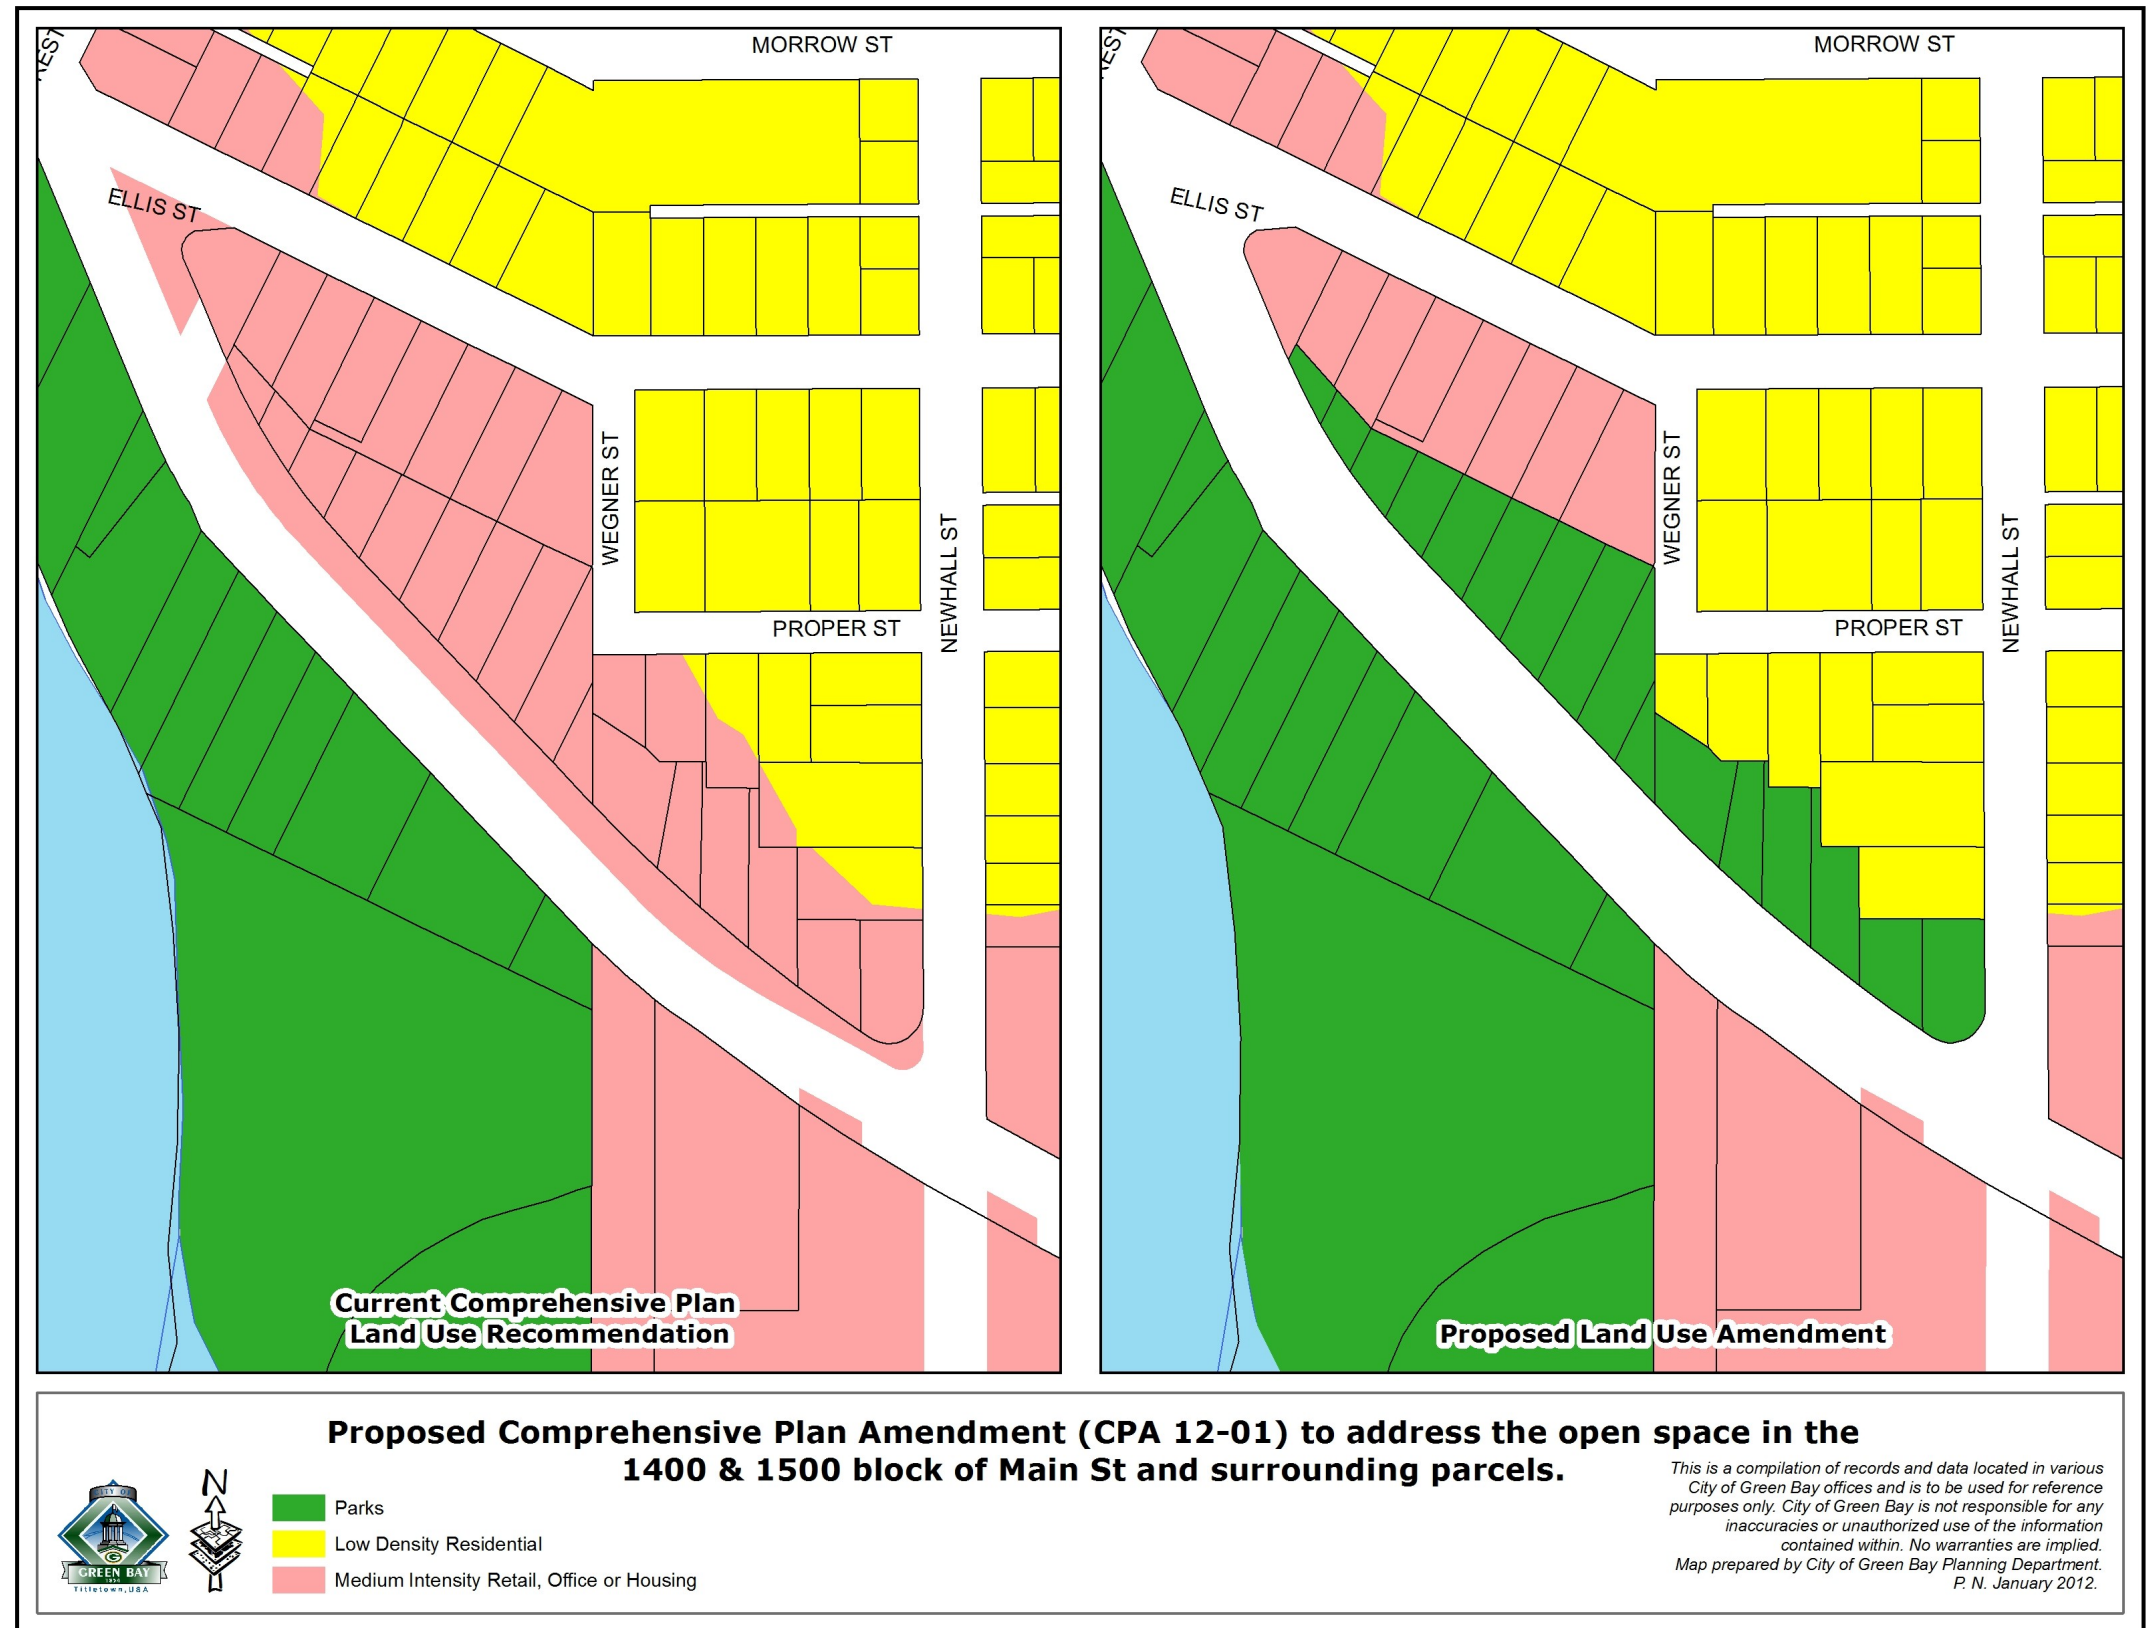 MORROW ST
ELLIS ST
WEGNER ST
NEWHALL ST
PROPER ST
Current Comprehensive Plan
Land Use Recommendation
MORROW ST
ELLIS ST
WEGNER ST
NEWHALL ST
PROPER ST
Proposed Land Use Amendment
Proposed Comprehensive Plan Amendment (CPA 12-01) to address the open space in the
1400 & 1500 block of Main St and surrounding parcels.
CITY OF
G
GREEN BAY
1854
Titletown, USA
N
Parks
Low Density Residential
Medium Intensity Retail, Office or Housing
This is a compilation of records and data located in various
City of Green Bay offices and is to be used for reference
purposes only. City of Green Bay is not responsible for any
inaccuracies or unauthorized use of the information
contained within. No warranties are implied.
Map prepared by City of Green Bay Planning Department.
P. N. January 2012.